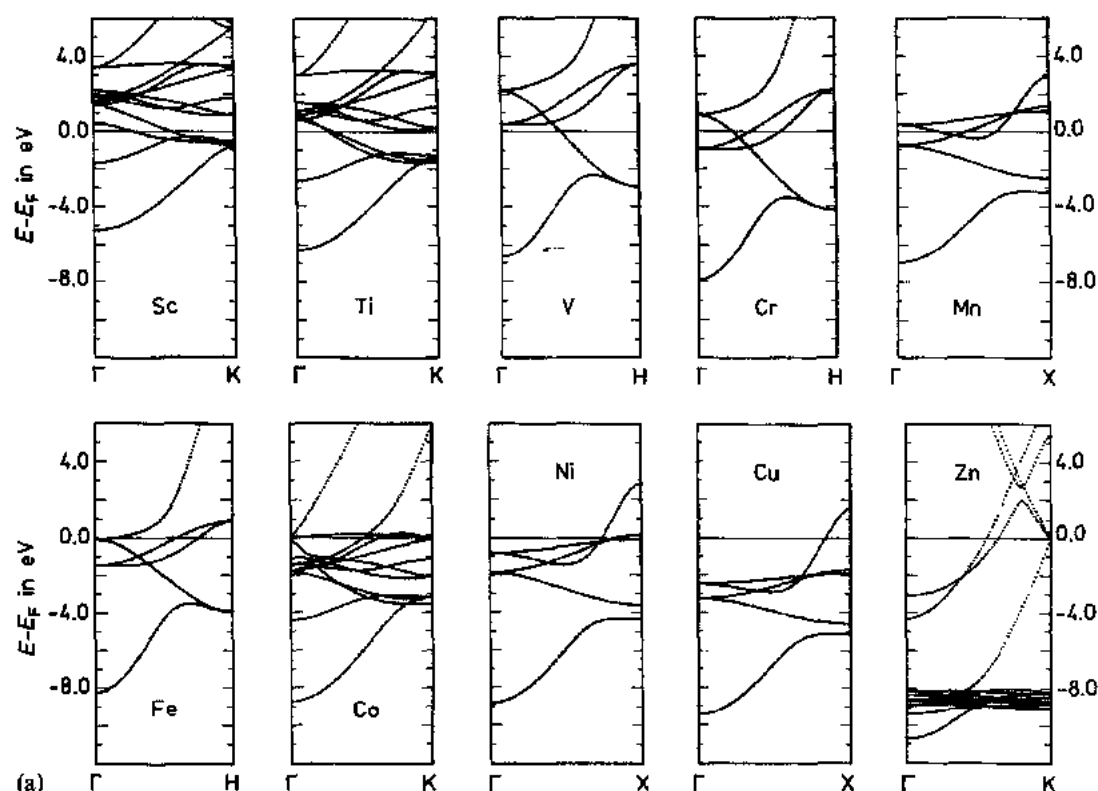 4.0
0.0
-4.0
-8.0
E-E_F in eV
Sc
Ti
V
Cr
Mn
4.0
0.0
-4.0
-8.0
Γ K
Γ K
Γ H
Γ H
Γ X
4.0
0.0
-4.0
-8.0
E-E_F in eV
Fe
Co
Ni
Cu
Zn
4.0
0.0
-4.0
-8.0
(a)
Γ H
Γ K
Γ X
Γ X
Γ K